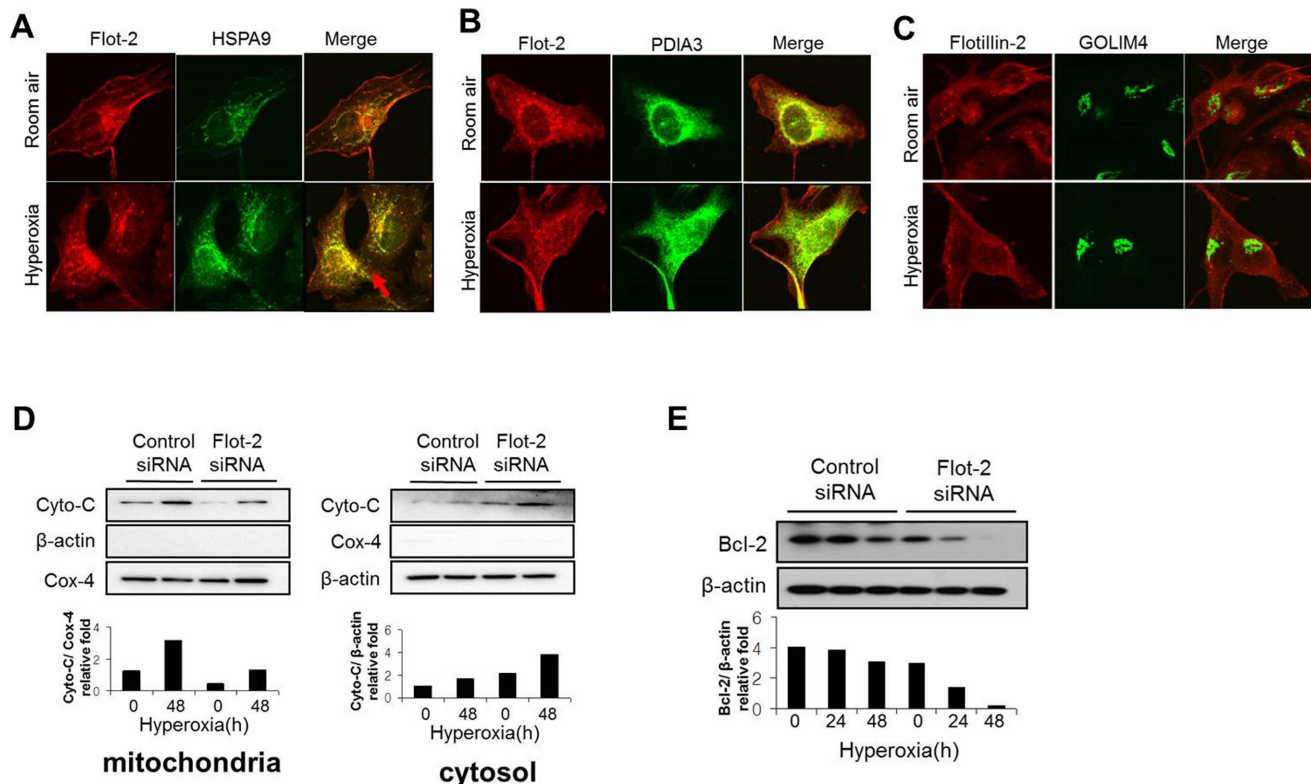 A
Flot-2 HSPA9 Merge
Room air
Hyperoxia
B
Flot-2 PDIA3 Merge
Room air
Hyperoxia
C
Flotillin-2 GOLIM4 Merge
Room air
Hyperoxia
D
Control siRNA
Flot-2 siRNA
Cyto-C
β-actin
Cox-4
Cyto-C/ Cox-4
relative fold
4
2
0
0 48 0 48
Hyperoxia(h)
mitochondria
Control siRNA
Flot-2 siRNA
Cyto-C
Cox-4
β-actin
Cyto-C/ β-actin
relative fold
6
4
2
0
0 48 0 48
Hyperoxia(h)
cytosol
E
Control
siRNA
Flot-2
siRNA
Bcl-2
β-actin
Bcl-2/ β-actin
relative fold
6
4
2
0
0 24 48 0 24 48
Hyperoxia(h)